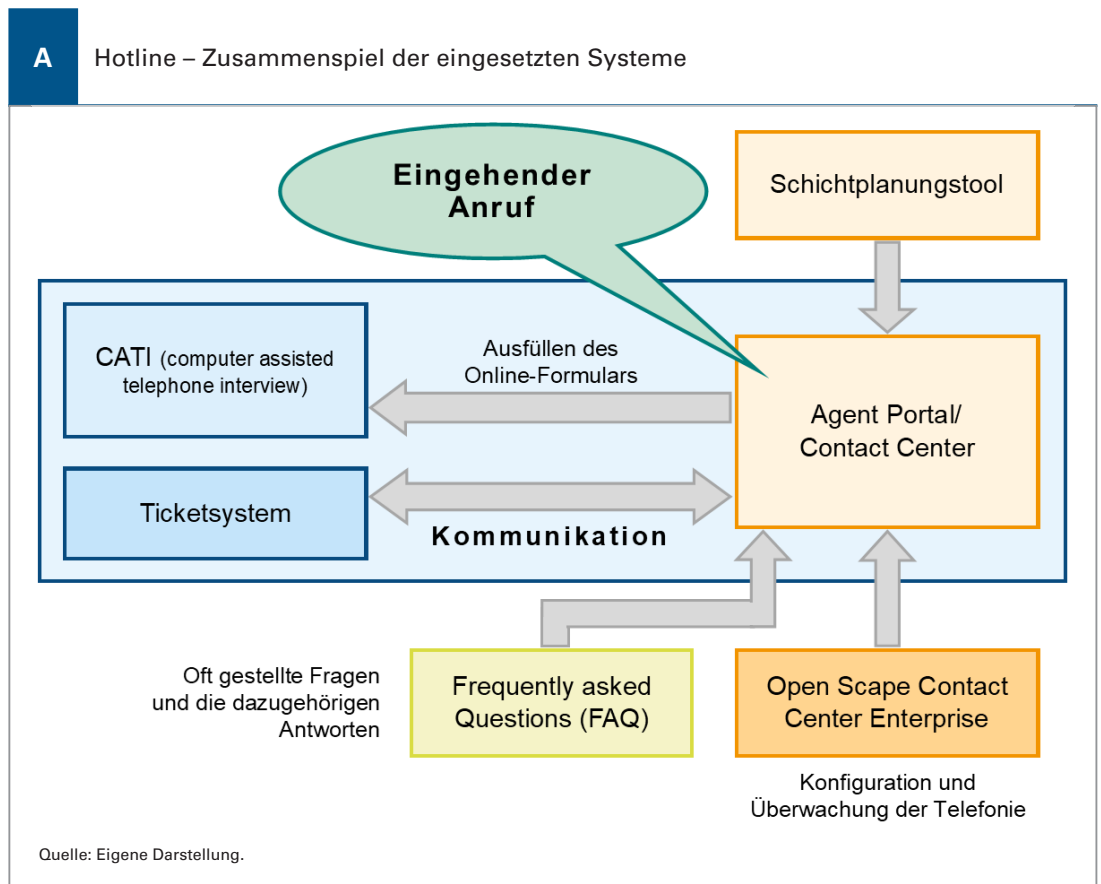 A
Hotline – Zusammenspiel der eingesetzten Systeme
Eingehender
Anruf
Schichtplanungstool
CATI (computer assisted
telephone interview)
Ausfüllen des
Online-Formulars
Agent Portal/
Contact Center
Ticketsystem
Kommunikation
Oft gestellte Fragen
und die dazugehörigen
Antworten
Frequently asked
Questions (FAQ)
Open Scape Contact
Center Enterprise
Konfiguration und
Überwachung der Telefonie
Quelle: Eigene Darstellung.